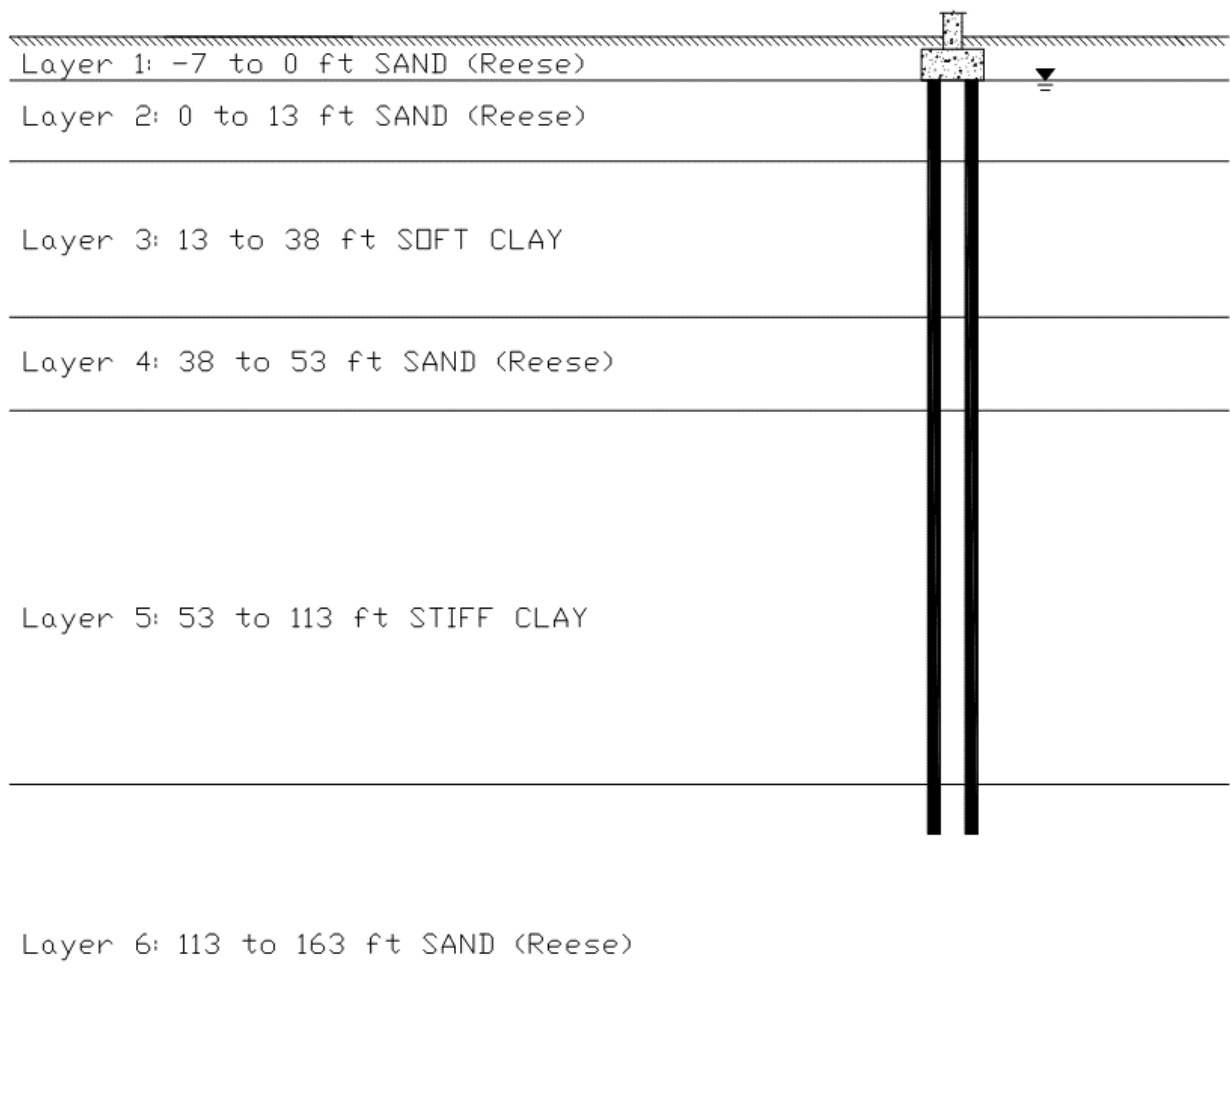 Layer 1: -7 to 0 ft SAND (Reese)
Layer 2: 0 to 13 ft SAND (Reese)
Layer 3: 13 to 38 ft SOFT CLAY
Layer 4: 38 to 53 ft SAND (Reese)
Layer 5: 53 to 113 ft STIFF CLAY
Layer 6: 113 to 163 ft SAND (Reese)